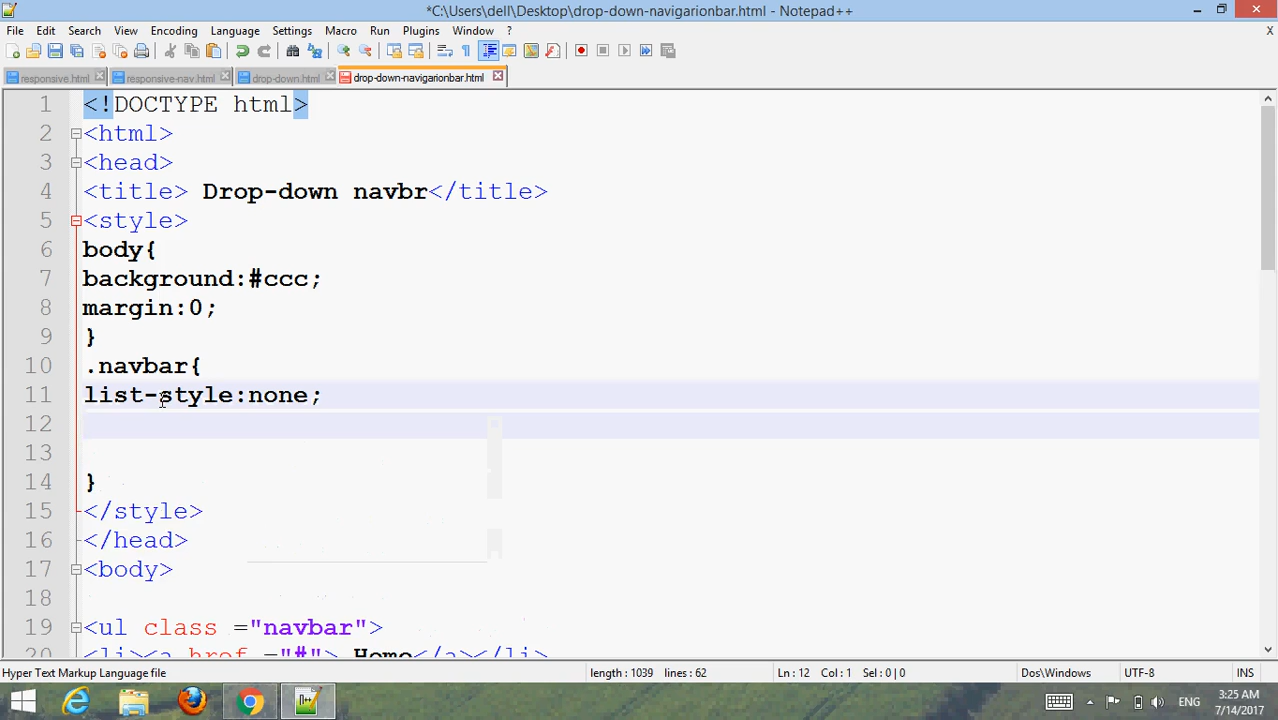 *C:\Users\dell\Desktop\drop-down-navigarionbar.html - Notepad++
File Edit Search View Encoding Language Settings Macro Run Plugins Window ?
X
responsive.html responsive-nav.html drop-down.html drop-down-navigarionbar.html
1 <!DOCTYPE html>
2 <html>
3 <head>
4 <title> Drop-down navbr</title>
5 <style>
6 body{
7 background:#ccc;
8 margin:0;
9 }
10 .navbar{
11 list-style:none;
12
13
14 }
15 </style>
16 </head>
17 <body>
18
19 <ul class ="navbar">
20 <li><a href ="#"> Home</a></li>
Hyper Text Markup Language file length : 1039 lines : 62 Ln : 12 Col : 1 Sel : 0 | 0 Dos\Windows UTF-8 INS
ENG 3:25 AM
7/14/2017